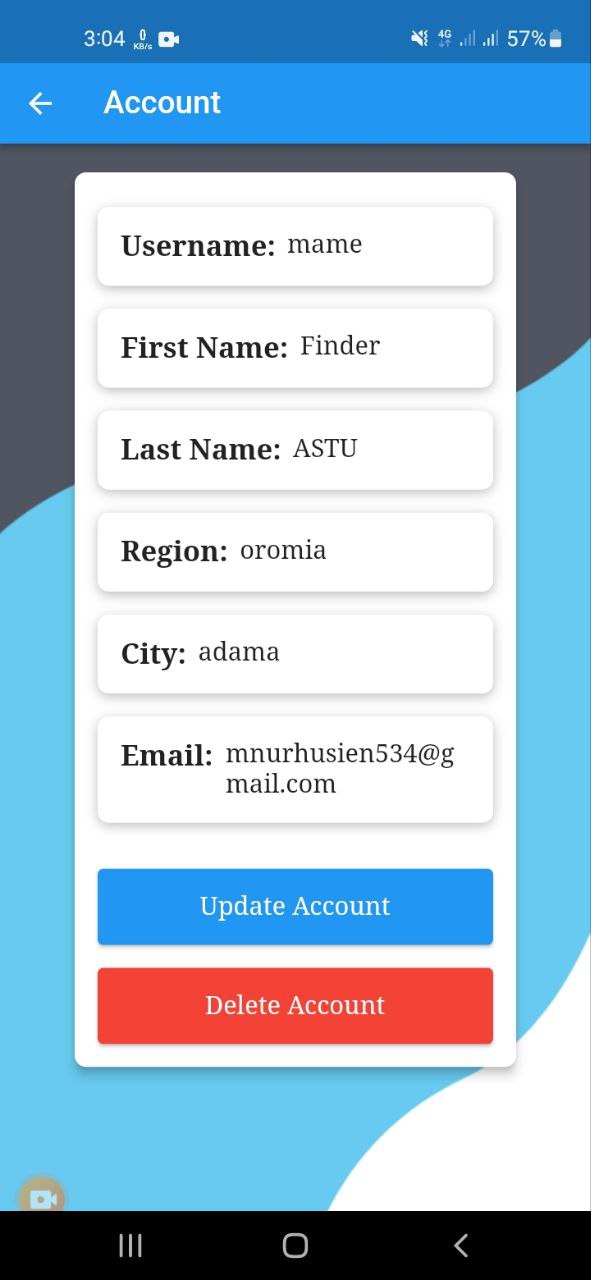 3:04 0 KB/s 4G 57%
Account
Username: mame
First Name: Finder
Last Name: ASTU
Region: oromia
City: adama
Email: mnurhusien534@g
mail.com
Update Account
Delete Account